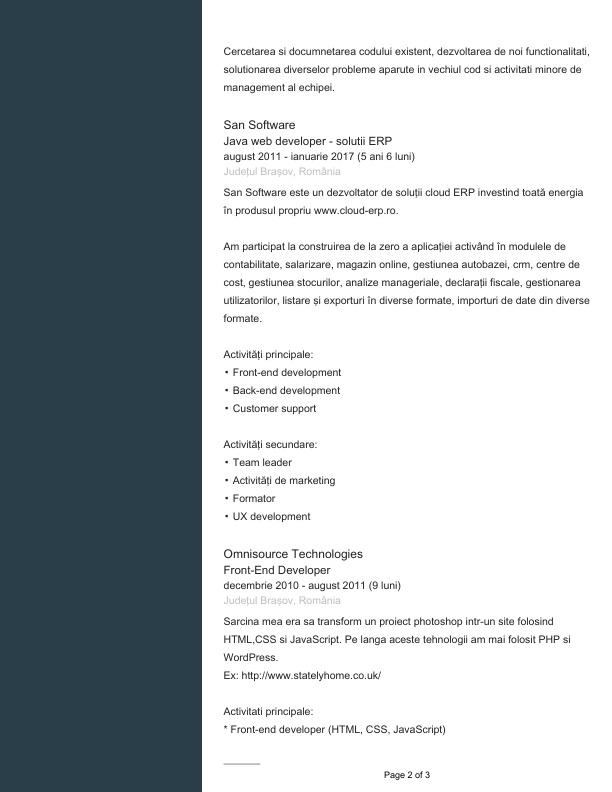 Cercetarea si documnetarea codului existent, dezvoltarea de noi functionalitati,
solutionarea diverselor probleme aparute in vechiul cod si activitati minore de
management al echipei.
San Software
Java web developer - solutii ERP
august 2011 - ianuarie 2017 (5 ani 6 luni)
Județul Brașov, România
San Software este un dezvoltator de soluții cloud ERP investind toată energia
în produsul propriu www.cloud-erp.ro.
Am participat la construirea de la zero a aplicației activând în modulele de
contabilitate, salarizare, magazin online, gestiunea autobazei, crm, centre de
cost, gestiunea stocurilor, analize manageriale, declarații fiscale, gestionarea
utilizatorilor, listare și exporturi în diverse formate, importuri de date din diverse
formate.
Activități principale:
• Front-end development
• Back-end development
• Customer support
Activități secundare:
• Team leader
• Activități de marketing
• Formator
• UX development
Omnisource Technologies
Front-End Developer
decembrie 2010 - august 2011 (9 luni)
Județul Brașov, România
Sarcina mea era sa transform un proiect photoshop intr-un site folosind
HTML,CSS si JavaScript. Pe langa aceste tehnologii am mai folosit PHP si
WordPress.
Ex: http://www.statelyhome.co.uk/
Activitati principale:
* Front-end developer (HTML, CSS, JavaScript)
Page 2 of 3